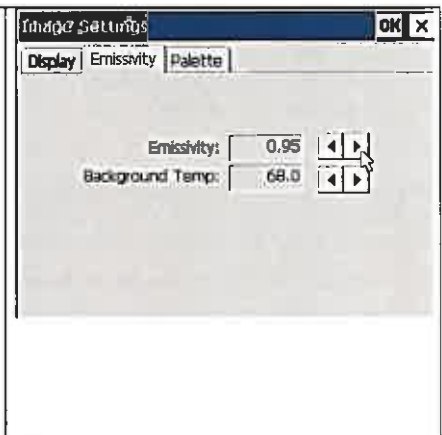 Image Settings OK ×
Display Emissivity Palette
Emissivity: 0.95
Background Temp: 68.0